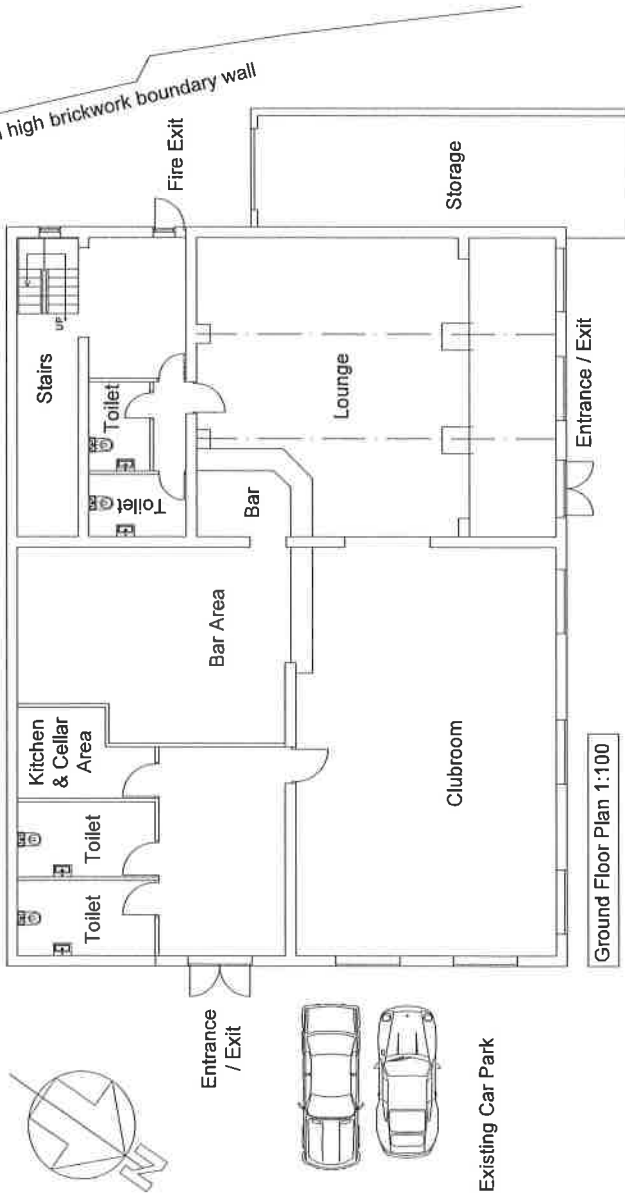 high brickwork boundary wall
Fire Exit
Stairs
UP
Toilet
Toilet
Storage
Lounge
Bar
Entrance / Exit
Bar Area
Kitchen
& Cellar
Area
Toilet
Toilet
Clubroom
Entrance
/ Exit
Ground Floor Plan 1:100
Existing Car Park
N